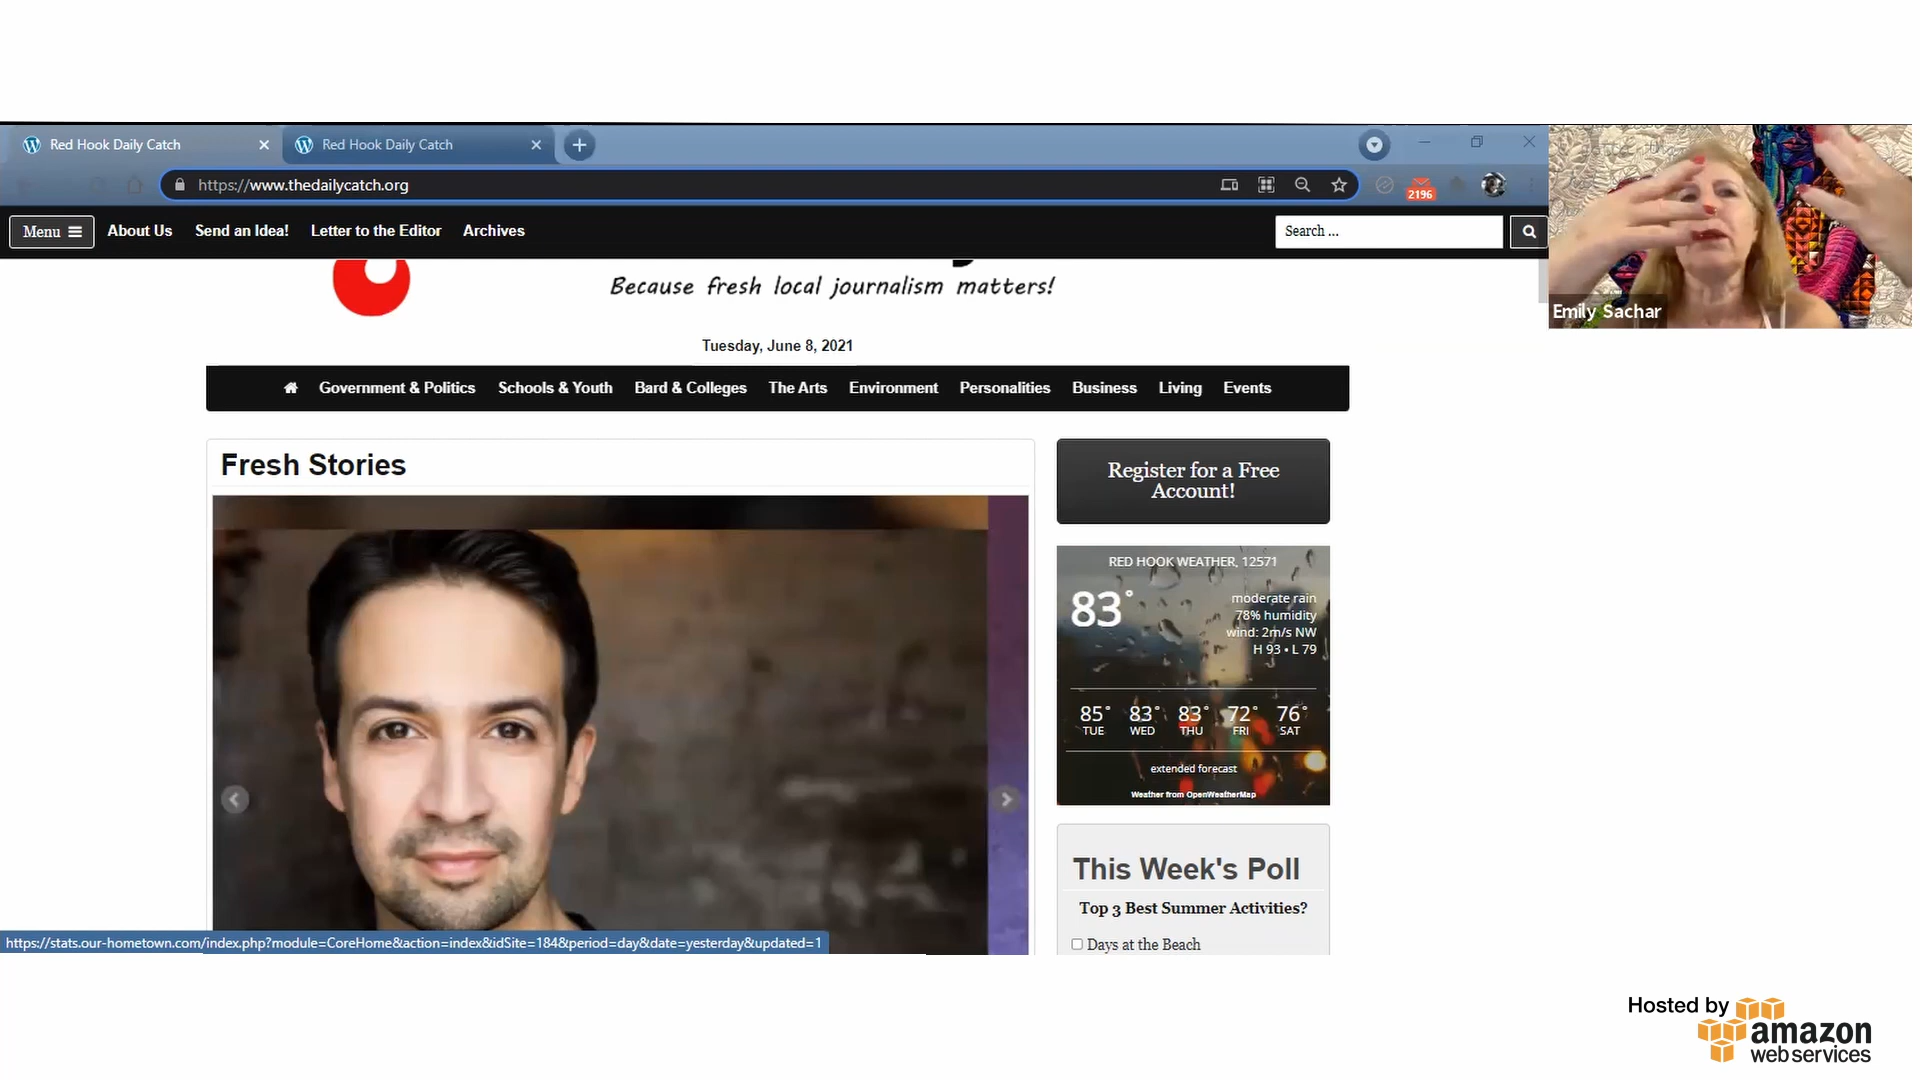 Red Hook Daily Catch
Red Hook Daily Catch
https://www.thedailycatch.org
2196
Menu
About Us
Send an Idea!
Letter to the Editor
Archives
Search ...
Because fresh local journalism matters!
Tuesday, June 8, 2021
Government & Politics
Schools & Youth
Bard & Colleges
The Arts
Environment
Personalities
Business
Living
Events
Fresh Stories
Register for a Free
Account!
RED HOOK WEATHER, 12571
83°
moderate rain
78% humidity
wind: 2m/s NW
H 93 • L 79
85° 83° 83° 72° 76°
TUE WED THU FRI SAT
extended forecast
Weather from OpenWeatherMap
This Week's Poll
Top 3 Best Summer Activities?
Days at the Beach
https://stats.our-hometown.com/index.php?module=CoreHome&action=index&idSite=184&period=day&date=yesterday&updated=1
Emily Sachar
Hosted by
amazon
web services